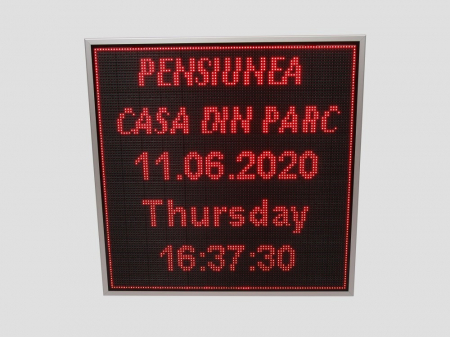 PENSIUNEA
CASA DIN PARC
11.06.2020
Thursday
16:37:30